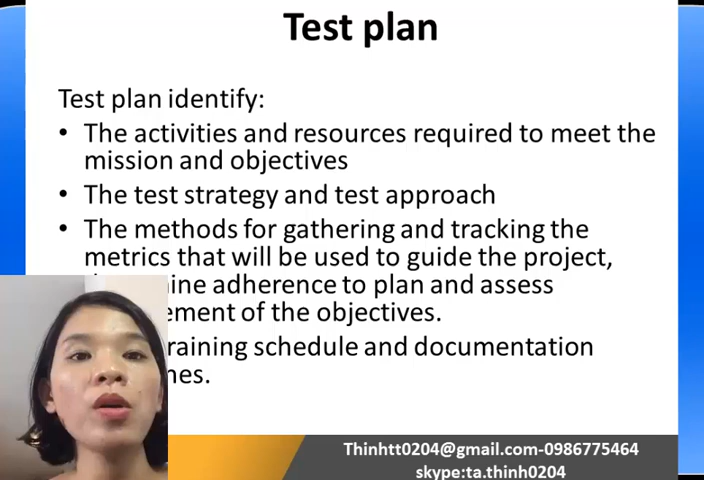 Test plan
Test plan identify:
• The activities and resources required to meet the
mission and objectives
• The test strategy and test approach
• The methods for gathering and tracking the
metrics that will be used to guide the project,
adherence to plan and assess
of the objectives.
schedule and documentation
Thinhtt0204@gmail.com-0986775464
skype:ta.thinh0204